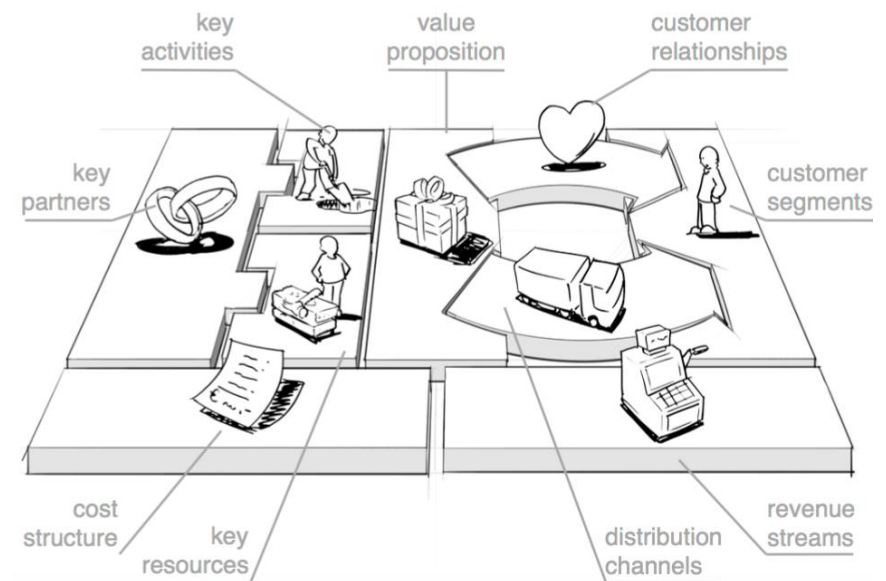 key
activities
value
proposition
customer
relationships
key
partners
customer
segments
cost
structure
key
resources
distribution
channels
revenue
streams